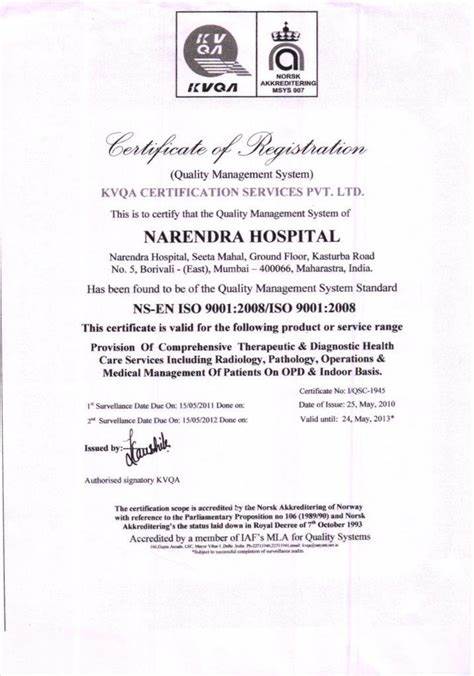 KVQA
KVQA
NORSK
AKKREDITERING
MSYS 007
Certificate of Registration
(Quality Management System)
KVQA CERTIFICATION SERVICES PVT. LTD.
This is to certify that the Quality Management System of
NARENDRA HOSPITAL
Narendra Hospital, Seeta Mahal, Ground Floor, Kasturba Road
No. 5, Borivali - (East), Mumbai – 400066, Maharastra, India.
Has been found to be of the Quality Management System Standard
NS-EN ISO 9001:2008/ISO 9001:2008
This certificate is valid for the following product or service range
Provision Of Comprehensive Therapeutic & Diagnostic Health
Care Services Including Radiology, Pathology, Operations &
Medical Management Of Patients On OPD & Indoor Basis.
Certificate No: I/QSC-1945
1st Survellance Date Due On: 15/05/2011 Done on: Date of Issue: 25, May, 2010
2nd Survellance Date Due On: 15/05/2012 Done on: Valid until: 24, May, 2013*
Issued by:
Kaushik
Authorised signatory KVQA
The certification scope is accredited by the Norsk Akkreditering of Norway
with reference to the Parliamentary Proposition no 106 (1989/90) and Norsk
Akkreditering's the status laid down in Royal Decree of 7th October 1993
Accredited by a member of IAF's MLA for Quality Systems
*Subject to successful completion of surveillance audits.